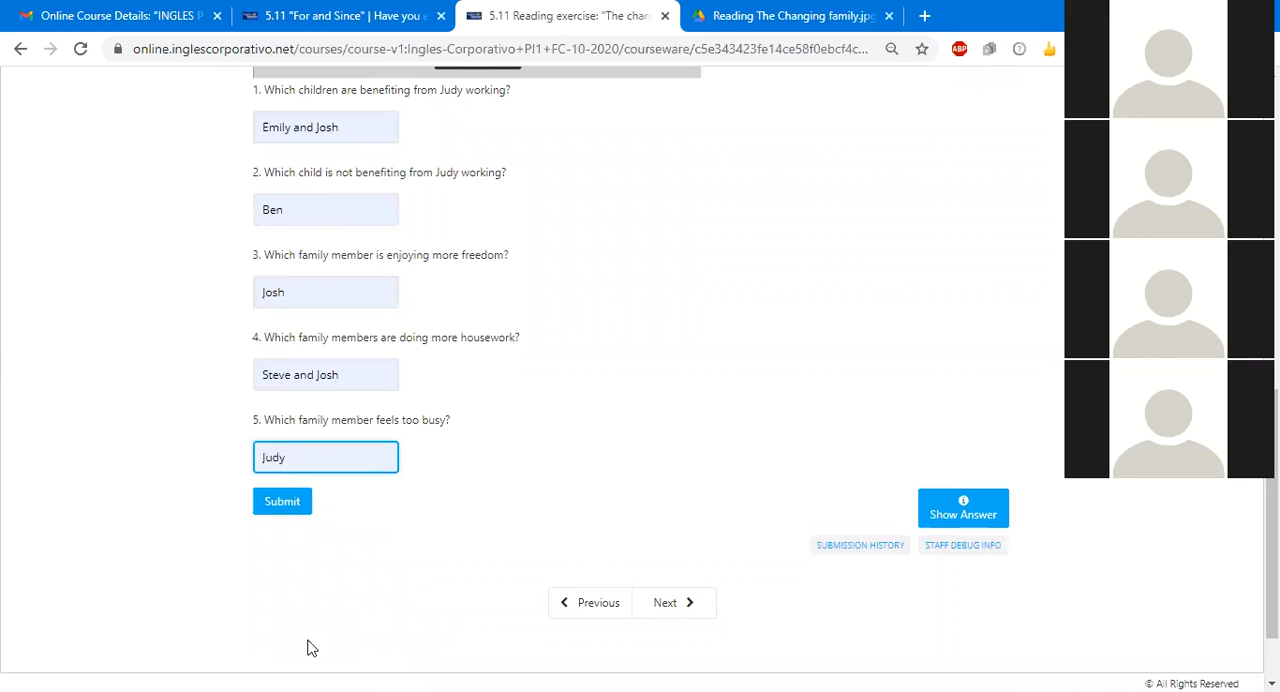 Online Course Details: "INGLES P
5.11 "For and Since" | Have you e
5.11 Reading exercise: "The chan
Reading The Changing family.jpg
online.inglescorporativo.net/courses/course-v1:Ingles-Corporativo+PI1+FC-10-2020/courseware/c5e343423fe14ce58f0ebcf4c...
ABP
1. Which children are benefiting from Judy working?
Emily and Josh
2. Which child is not benefiting from Judy working?
Ben
3. Which family member is enjoying more freedom?
Josh
4. Which family members are doing more housework?
Steve and Josh
5. Which family member feels too busy?
Judy
Submit
Show Answer
SUBMISSION HISTORY
STAFF DEBUG INFO
Previous
Next
© All Rights Reserved